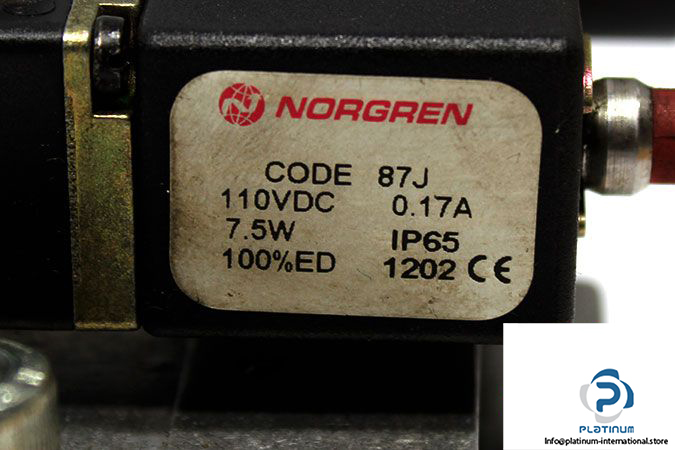 NORGREN
CODE 87J
110VDC 0.17A
7.5W IP65
100%ED 1202 CE
PLATINUM
Info@platinum-international.store